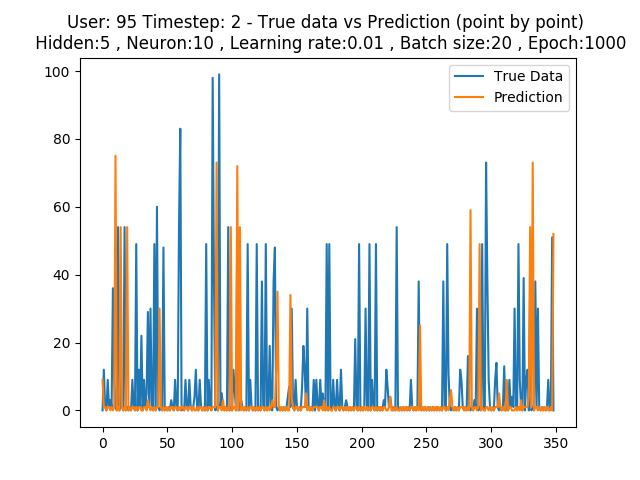 User: 95 Timestep: 2 - True data vs Prediction (point by point)
Hidden:5 , Neuron:10 , Learning rate:0.01 , Batch size:20 , Epoch:1000
True Data
Prediction
100
80
60
40
20
0
0 50 100 150 200 250 300 350